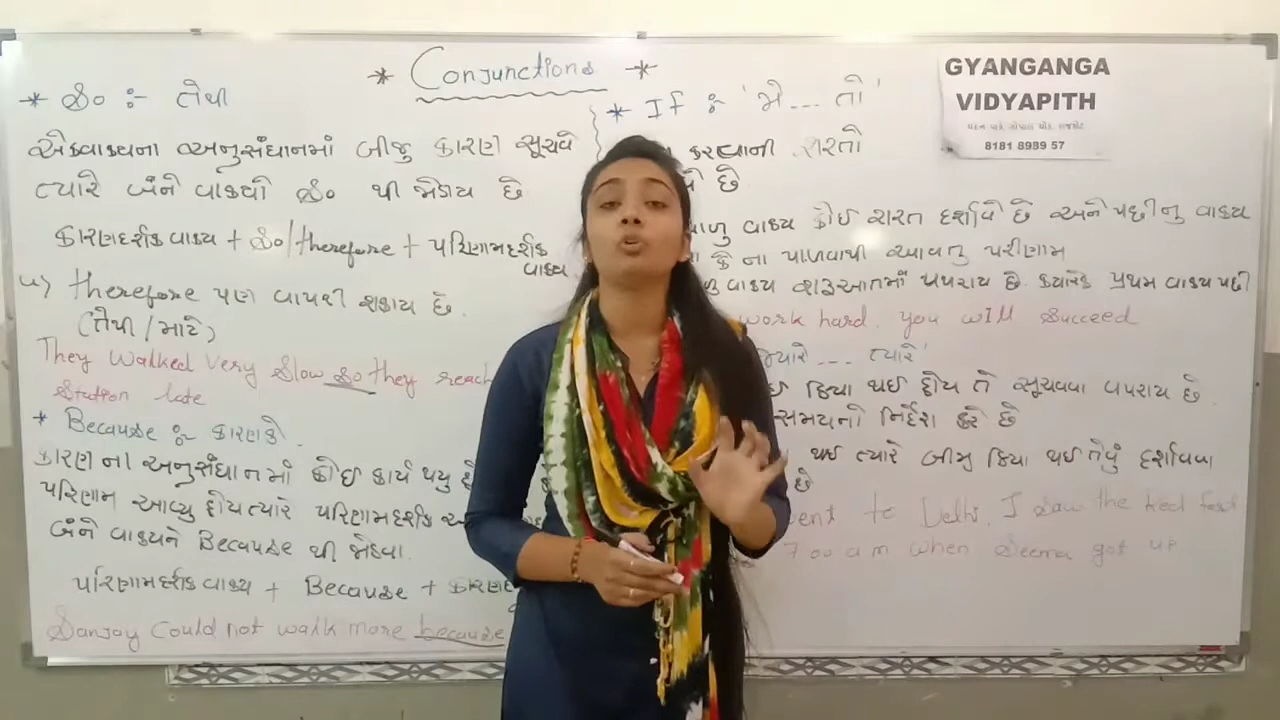 * Conjunctions *
* So :- તેથી
એકવાક્યના અનુસંધાનમાં બીજુ કારણ સૂચવે
ત્યારે બંને વાક્યો So થી જોડાય છે
કારણદર્શક વાક્ય + So/therefore + પરિણામદર્શક
વાક્ય
therefore પણ વાપરી શકાય છે.
(તેથી / માટે)
They walked very slow so they reach
station late
* Because :- કારણકે
કારણ ના અનુસંધાનમાં કોઈ કાર્ય થયુ
પરિણામ આવ્યુ હોય ત્યારે પરિણામદર્શક
બંને વાક્યને Because થી જોડવા.
પરિણામદર્શક વાક્ય + Because +
Sanjay could not walk more because
* If :- 'જો... તો'
કરવાની શરતો
છે
વાળુ વાક્ય કોઈ શરત દર્શાવે છે અને પછીનુ વાક્ય
કે ના પાળવાથી આવતુ પરીણામ
વાક્ય શરૂઆતમાં વપરાય છે. ક્યારેક પ્રથમ વાક્ય પછી
work hard, you will succeed
જ્યારે ... ત્યારે'
ક્રિયા થઈ હોય તે સૂચવવા વપરાય છે.
સમયનો નિર્દેશ કરે છે
થઈ ત્યારે બીજી ક્રિયા થઈ તેવું દર્શાવવા
છે
went to Delhi, I saw the Red fort
7:00 am when Seema got up
GYANGANGA
VIDYAPITH
8181 8989 57